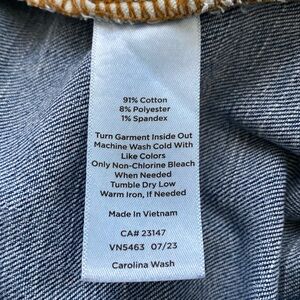 91% Cotton
8% Polyester
1% Spandex
Turn Garment Inside Out
Machine Wash Cold With
Like Colors
Only Non-Chlorine Bleach
When Needed
Tumble Dry Low
Warm Iron, If Needed
Made In Vietnam
CA# 23147
VN5463 07/23
Carolina Wash